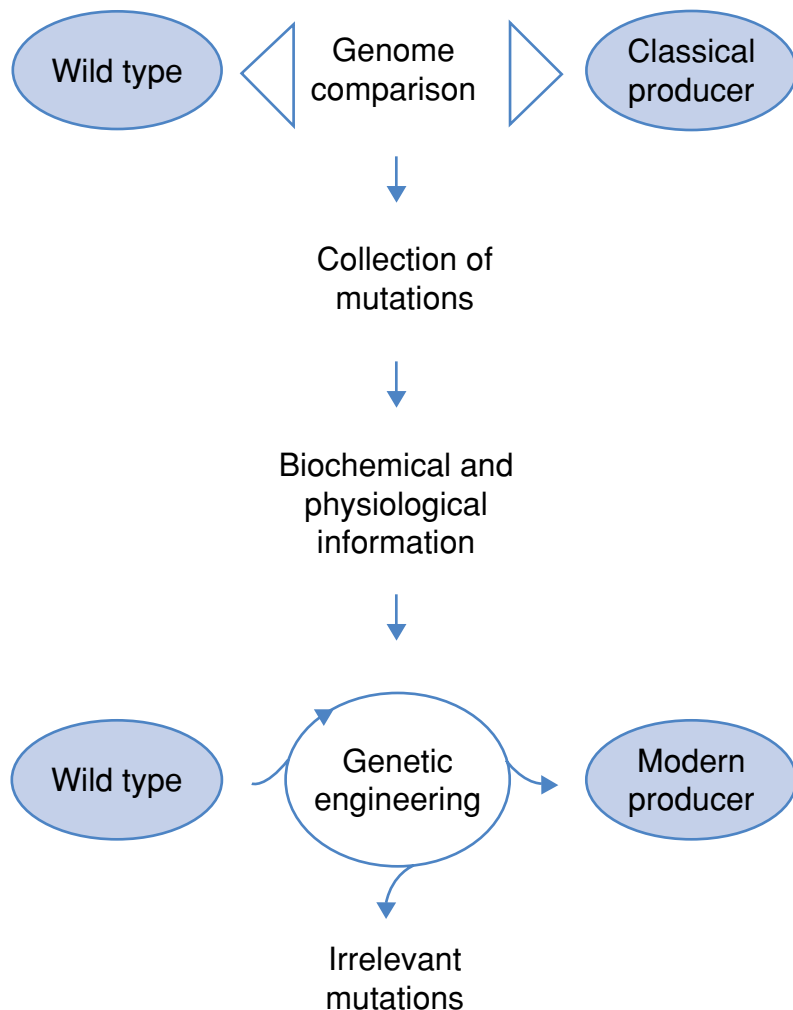 Wild type
Genome
comparison
Classical
producer
Collection of
mutations
Biochemical and
physiological
information
Wild type
Genetic
engineering
Modern
producer
Irrelevant
mutations